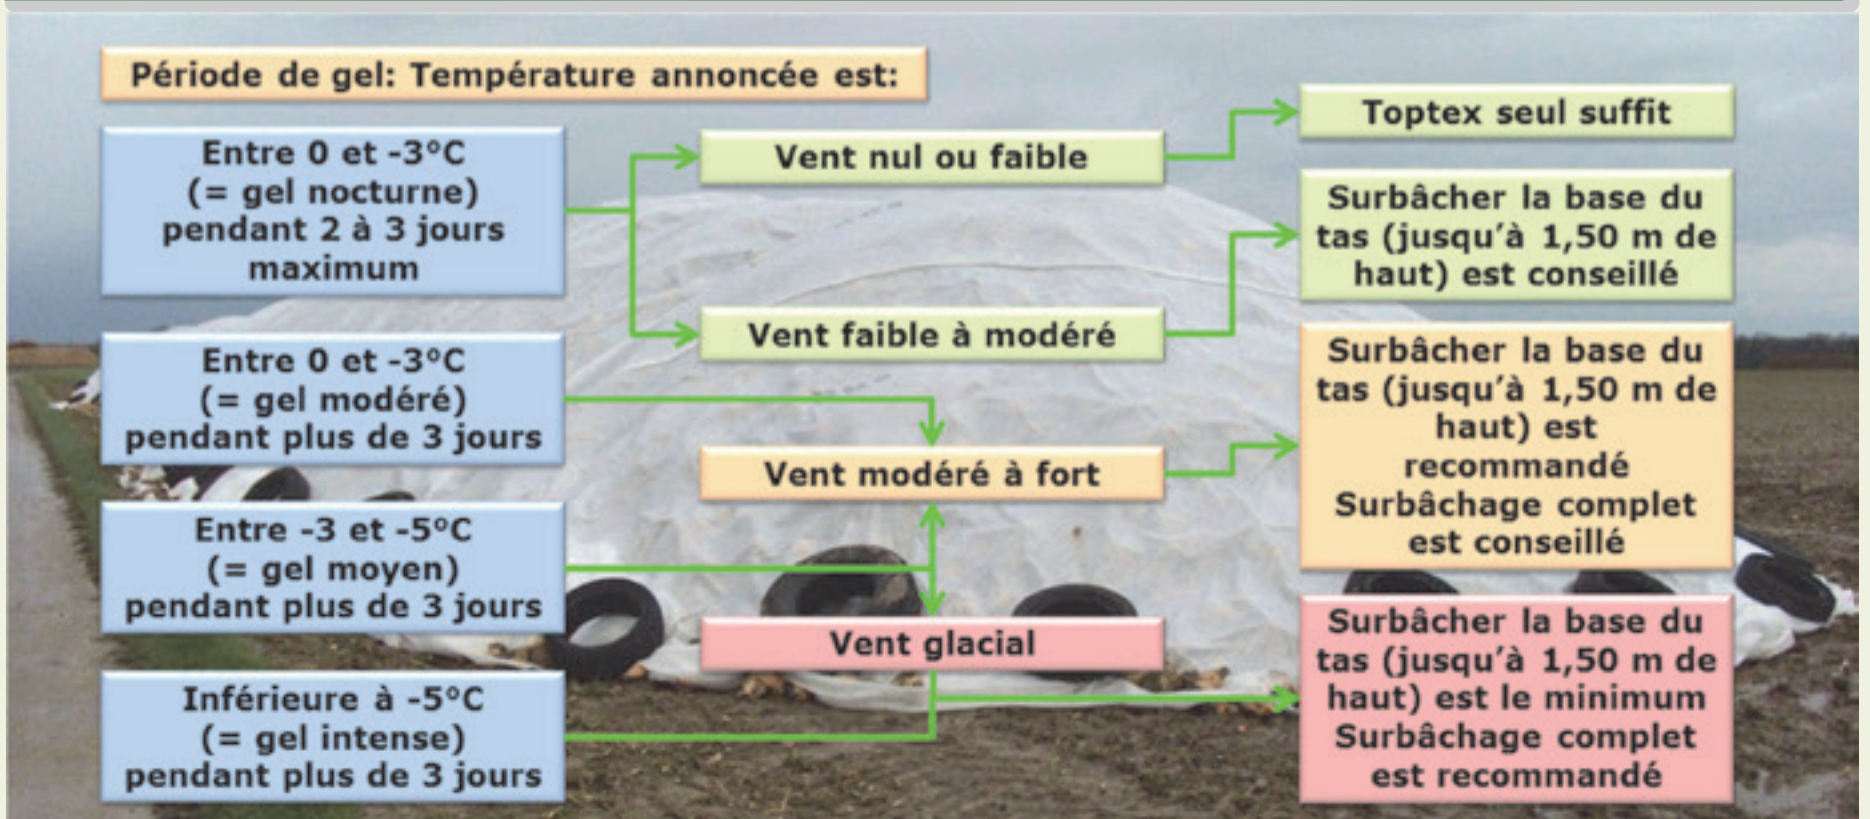 Période de gel: Température annoncée est:
Entre 0 et -3°C
(= gel nocturne)
pendant 2 à 3 jours
maximum
Vent nul ou faible
Toptex seul suffit
Vent faible à modéré
Surbâcher la base du
tas (jusqu’à 1,50 m de
haut) est conseillé
Entre 0 et -3°C
(= gel modéré)
pendant plus de 3 jours
Vent modéré à fort
Surbâcher la base du
tas (jusqu’à 1,50 m de
haut) est
recommandé
Surbâchage complet
est conseillé
Entre -3 et -5°C
(= gel moyen)
pendant plus de 3 jours
Vent glacial
Inférieure à -5°C
(= gel intense)
pendant plus de 3 jours
Surbâcher la base du
tas (jusqu’à 1,50 m de
haut) est le minimum
Surbâchage complet
est recommandé